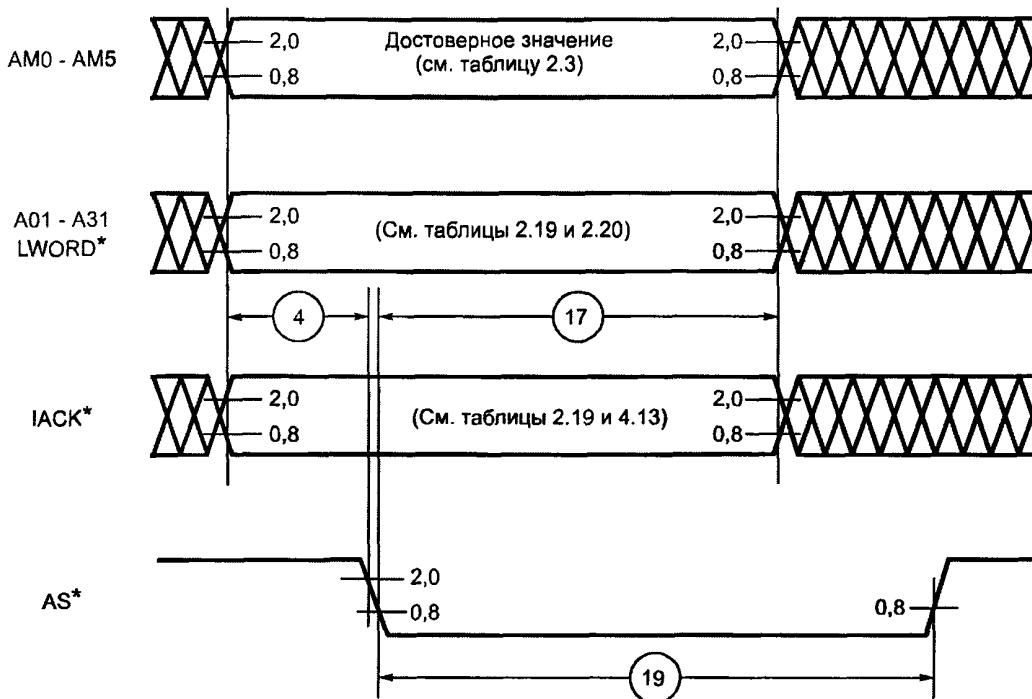 AM0 - AM5
2,0
0,8
Достоверное значение
(см. таблицу 2.3)
2,0
0,8
A01 - A31
LWORD*
2,0
0,8
(См. таблицы 2.19 и 2.20)
2,0
0,8
4
17
IACK*
2,0
0,8
(См. таблицы 2.19 и 4.13)
2,0
0,8
AS*
2,0
0,8
0,8
19